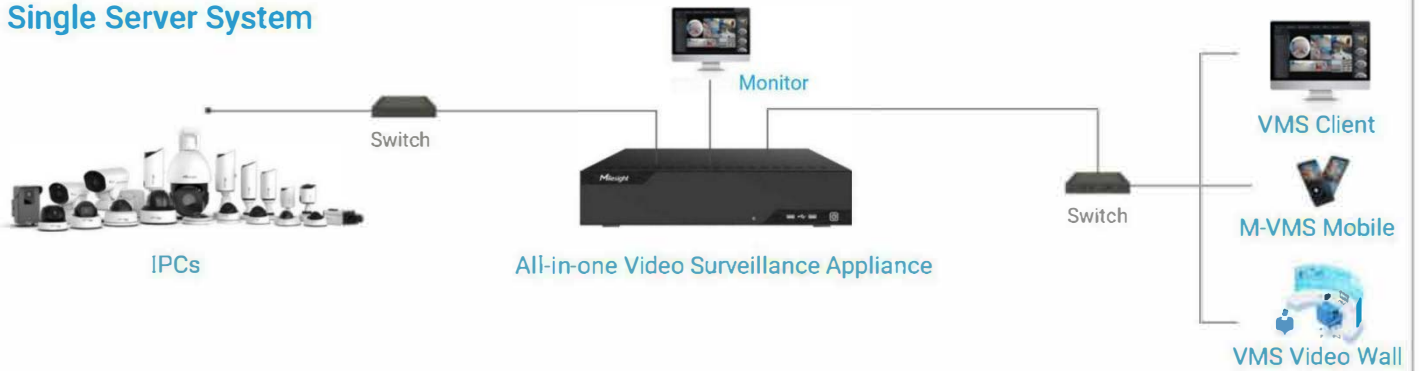 Single Server System
Monitor
Switch
VMS Client
Milesight
Switch
M-VMS Mobile
IPCs
All-in-one Video Surveillance Appliance
VMS Video Wall